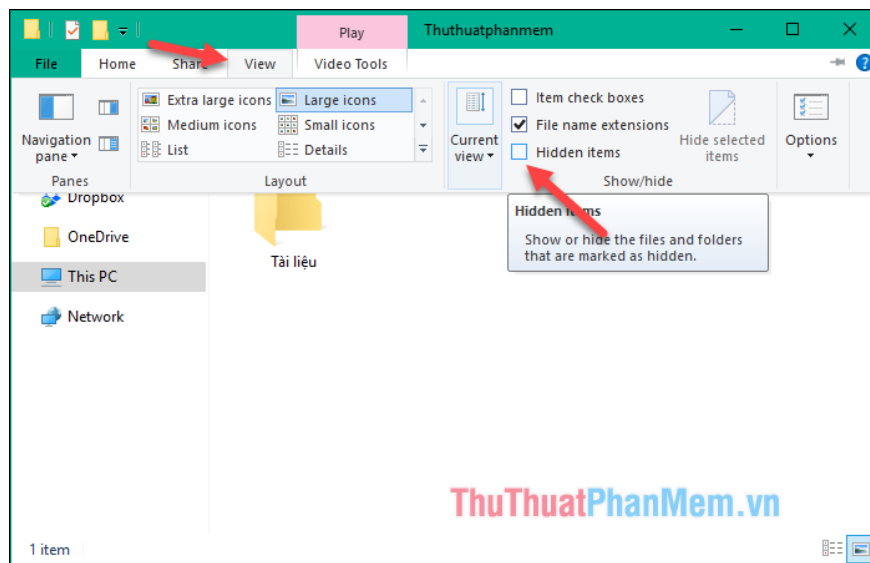 Play
Thuthuatphanmem
File
Home
Share
View
Video Tools
Extra large icons
Large icons
Medium icons
Small icons
List
Details
Navigation
pane
Panes
Layout
Current
view
Item check boxes
File name extensions
Hidden items
Hide selected
items
Show/hide
Options
Dropbox
OneDrive
This PC
Network
Tài liệu
Hidden items
Show or hide the files and folders
that are marked as hidden.
ThuThuatPhanMem.vn
1 item